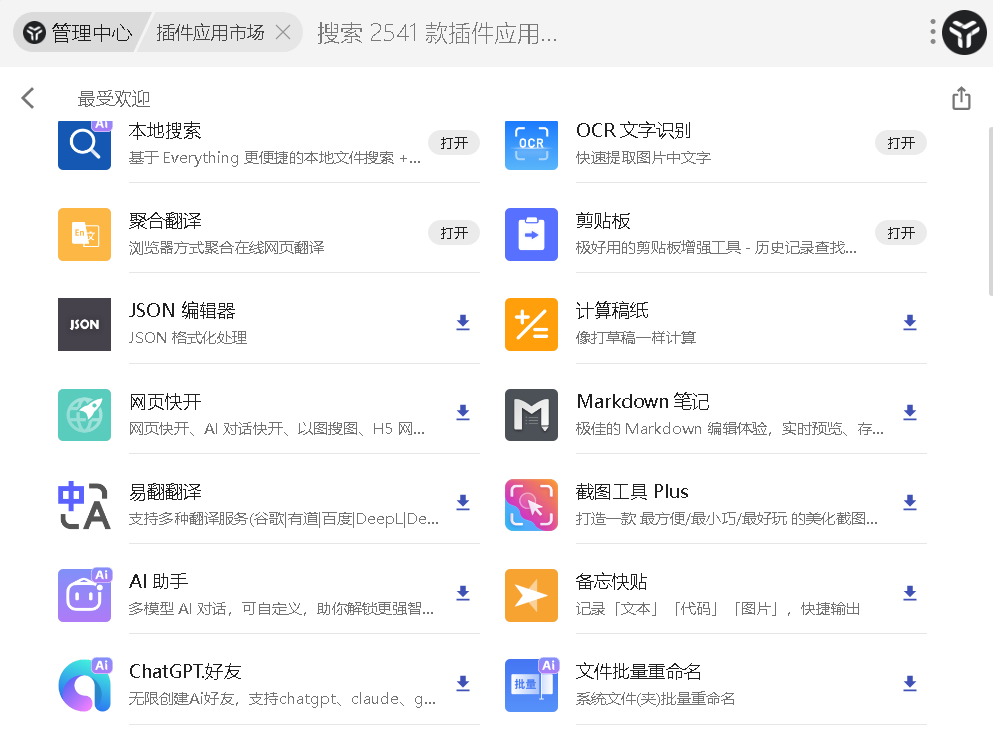 管理中心
插件应用市场
搜索 2541 款插件应用...
最受欢迎
Ai
本地搜索
基于 Everything 更便捷的本地文件搜索 +...
打开
OCR
OCR 文字识别
快速提取图片中文字
打开
En 文
聚合翻译
浏览器方式聚合在线网页翻译
打开
剪贴板
极好用的剪贴板增强工具 - 历史记录查找...
打开
JSON
JSON 编辑器
JSON 格式化处理
计算稿纸
像打草稿一样计算
网页快开
网页快开、AI 对话快开、以图搜图、H5 网...
M
Markdown 笔记
极佳的 Markdown 编辑体验，实时预览、存...
中 A
易翻翻译
支持多种翻译服务(谷歌|有道|百度|DeepL|De...
截图工具 Plus
打造一款 最方便/最小巧/最好玩 的美化截图...
Ai
AI 助手
多模型 AI 对话，可自定义，助你解锁更强智...
备忘快贴
记录「文本」「代码」「图片」，快捷输出
Ai
ChatGPT.好友
无限创建Ai好友，支持chatgpt、claude、g...
Ai
批量
文件批量重命名
系统文件(夹)批量重命名